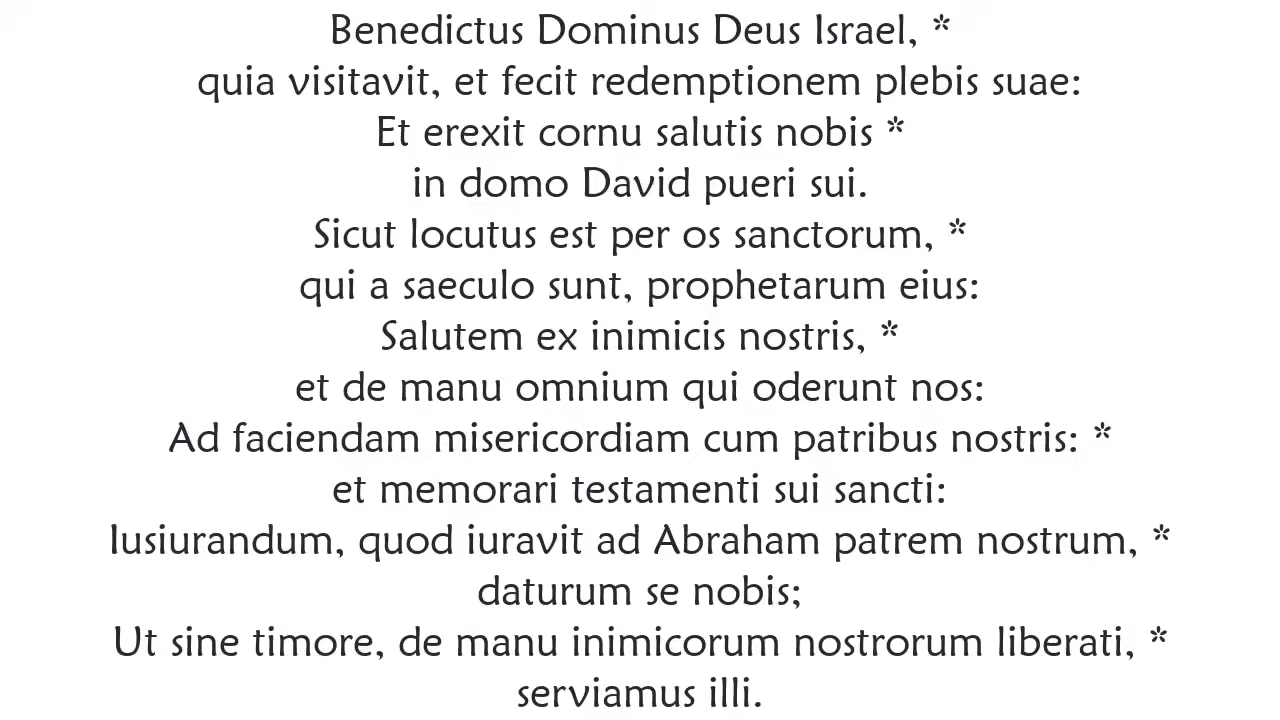 Benedictus Dominus Deus Israel, *
quia visitavit, et fecit redemptionem plebis suae:
Et erexit cornu salutis nobis *
in domo David pueri sui.
Sicut locutus est per os sanctorum, *
qui a saeculo sunt, prophetarum eius:
Salutem ex inimicis nostris, *
et de manu omnium qui oderunt nos:
Ad faciendam misericordiam cum patribus nostris: *
et memorari testamenti sui sancti:
Iusiurandum, quod iuravit ad Abraham patrem nostrum, *
daturum se nobis;
Ut sine timore, de manu inimicorum nostrorum liberati, *
serviamus illi.